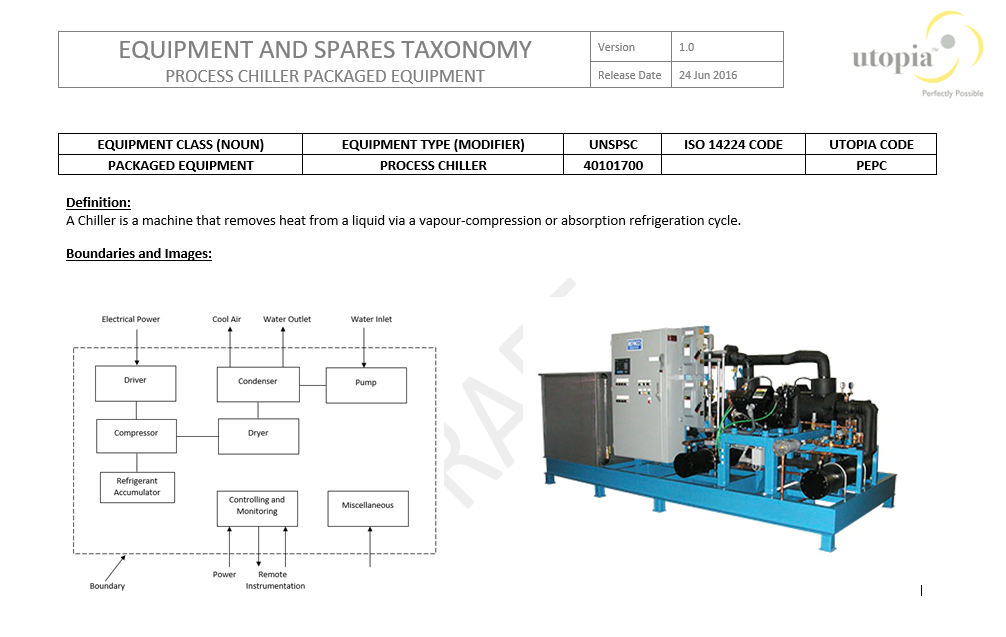 EQUIPMENT AND SPARES TAXONOMY
PROCESS CHILLER PACKAGED EQUIPMENT
Version 1.0
Release Date 24 Jun 2016
utopia™
Perfectly Possible
EQUIPMENT CLASS (NOUN) EQUIPMENT TYPE (MODIFIER) UNSPSC ISO 14224 CODE UTOPIA CODE
PACKAGED EQUIPMENT PROCESS CHILLER 40101700 PEPC
Definition:
A Chiller is a machine that removes heat from a liquid via a vapour-compression or absorption refrigeration cycle.
Boundaries and Images:
Electrical Power Cool Air Water Outlet Water Inlet
Driver Condenser Pump
Compressor Dryer
Refrigerant
Accumulator
Controlling and
Monitoring
Miscellaneous
Power Remote
Instrumentation
Boundary